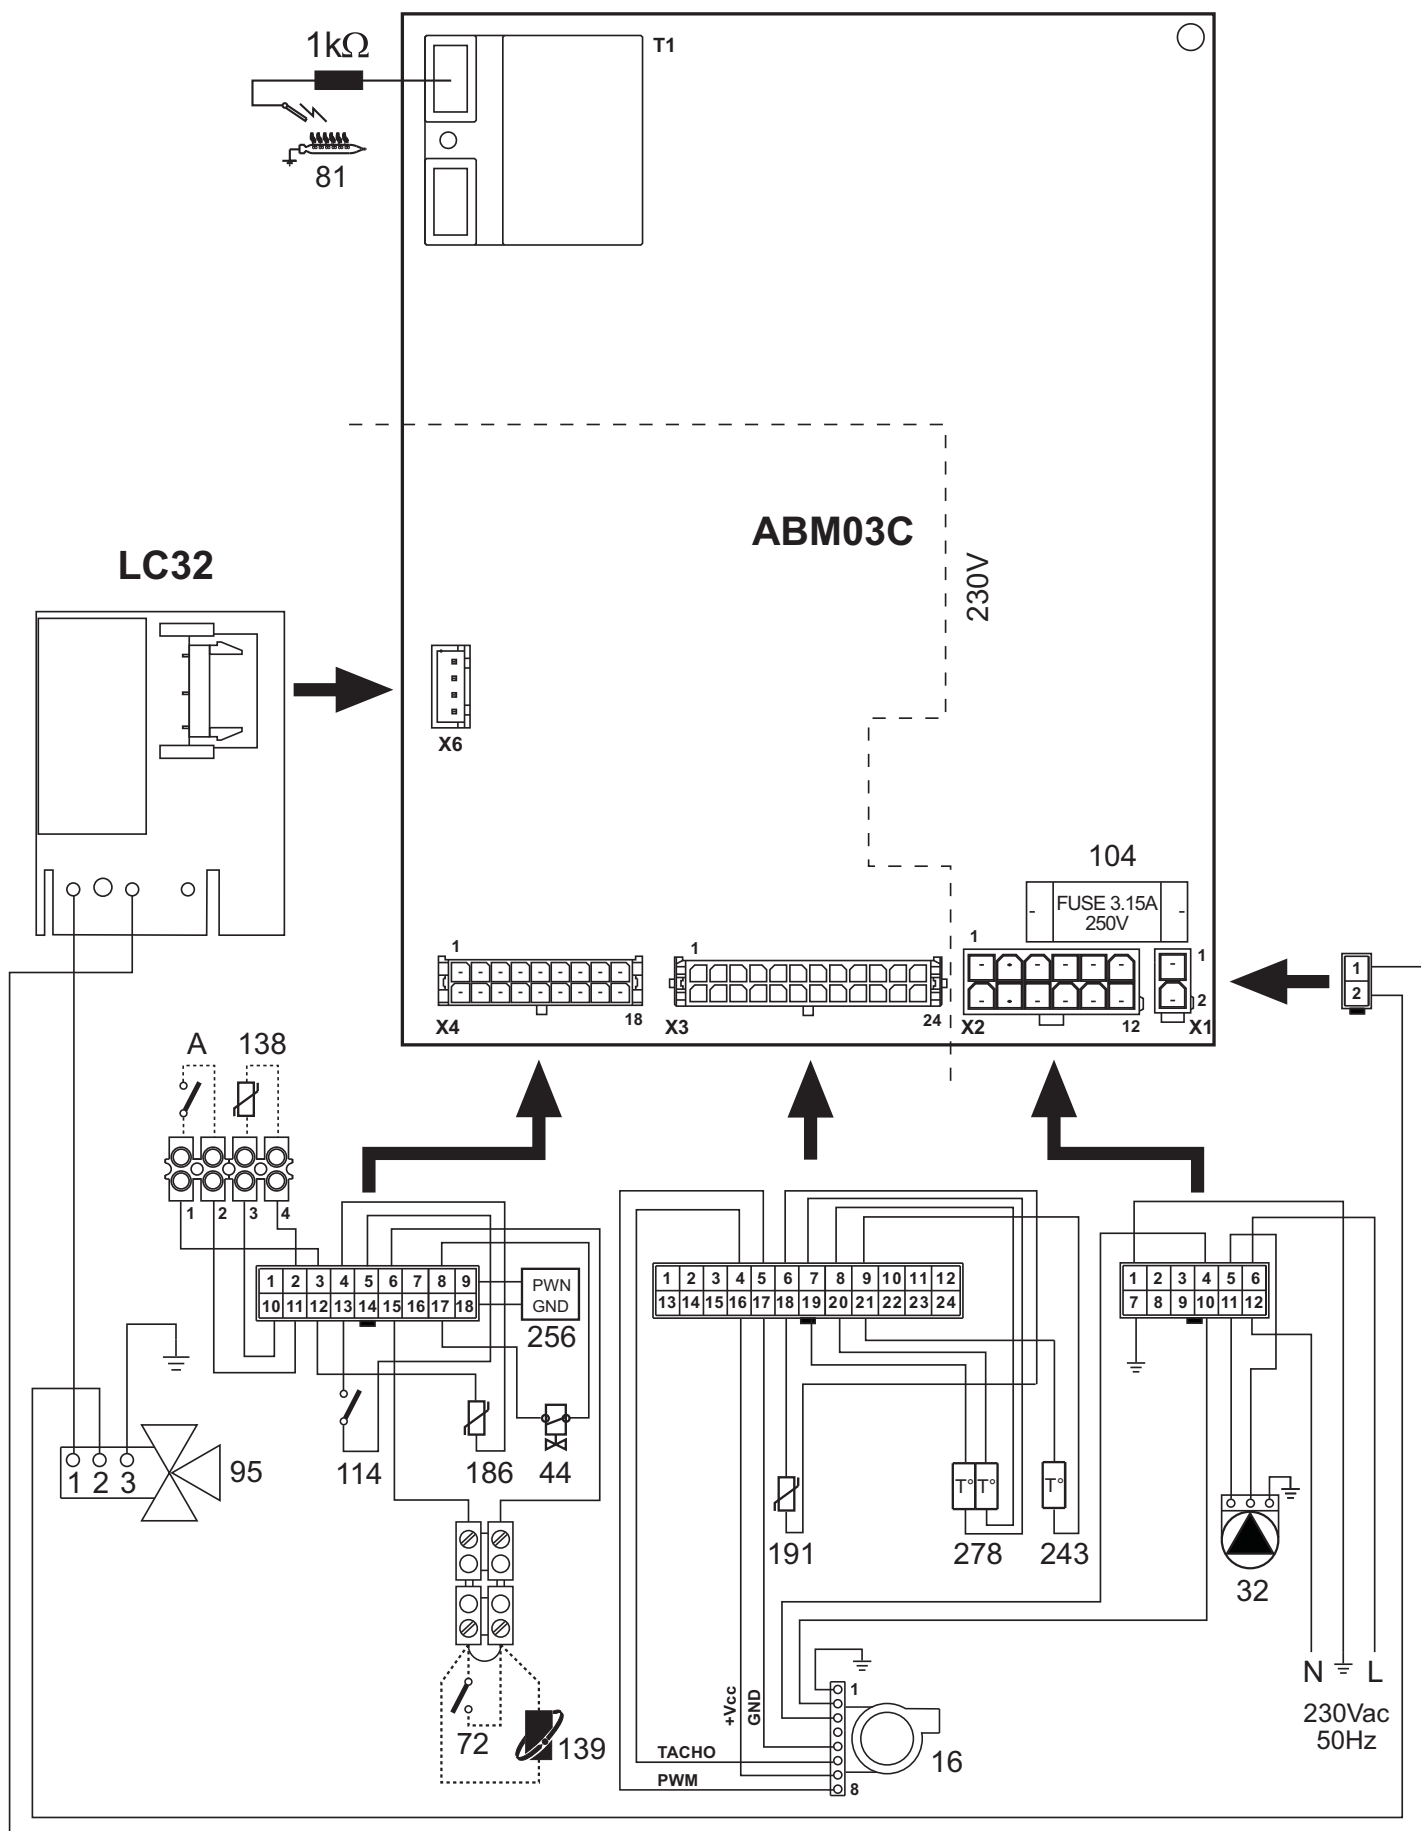 1kΩ
T1
81
ABM03C
LC32
230V
X6
104
FUSE 3.15A
250V
1
1
1
1
2
X4
18
X3
24
X2
12
X1
1
2
A
138
1
2
3
4
1 2 3 4 5 6 7 8 9
10 11 12 13 14 15 16 17 18
PWN
GND
256
1 2 3 4 5 6 7 8 9 10 11 12
13 14 15 16 17 18 19 20 21 22 23 24
1 2 3 4 5 6
7 8 9 10 11 12
1 2 3
95
114
186
44
191
278
243
T°
T°
T°
32
N
L
230Vac
50Hz
72
139
+Vcc
GND
TACHO
PWM
1
8
16